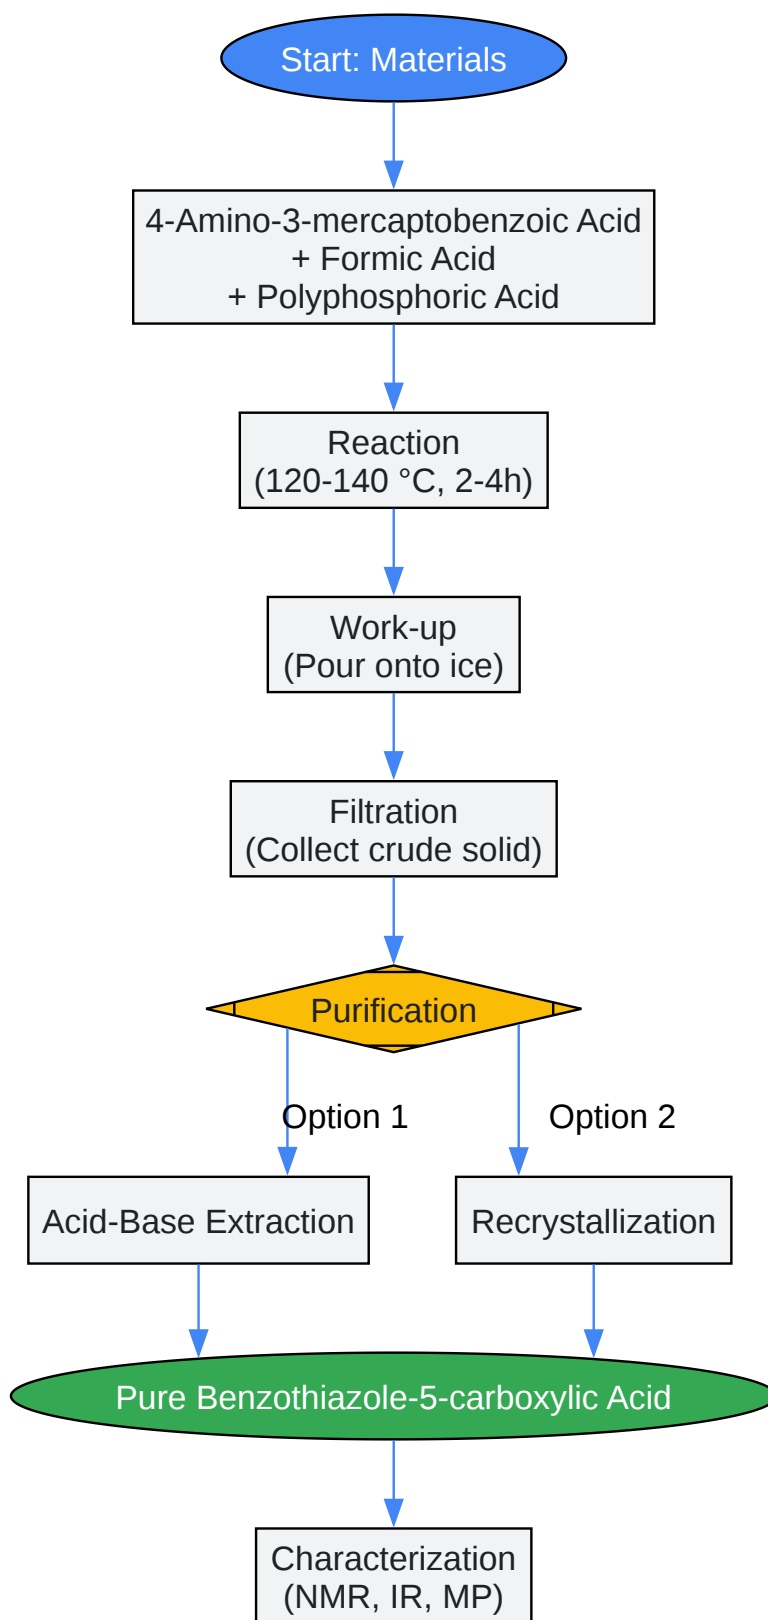 Start: Materials
4-Amino-3-mercaptobenzoic Acid
+ Formic Acid
+ Polyphosphoric Acid
Reaction
(120-140 °C, 2-4h)
Work-up
(Pour onto ice)
Filtration
(Collect crude solid)
Purification
Option 1
Option 2
Acid-Base Extraction
Recrystallization
Pure Benzothiazole-5-carboxylic Acid
Characterization
(NMR, IR, MP)